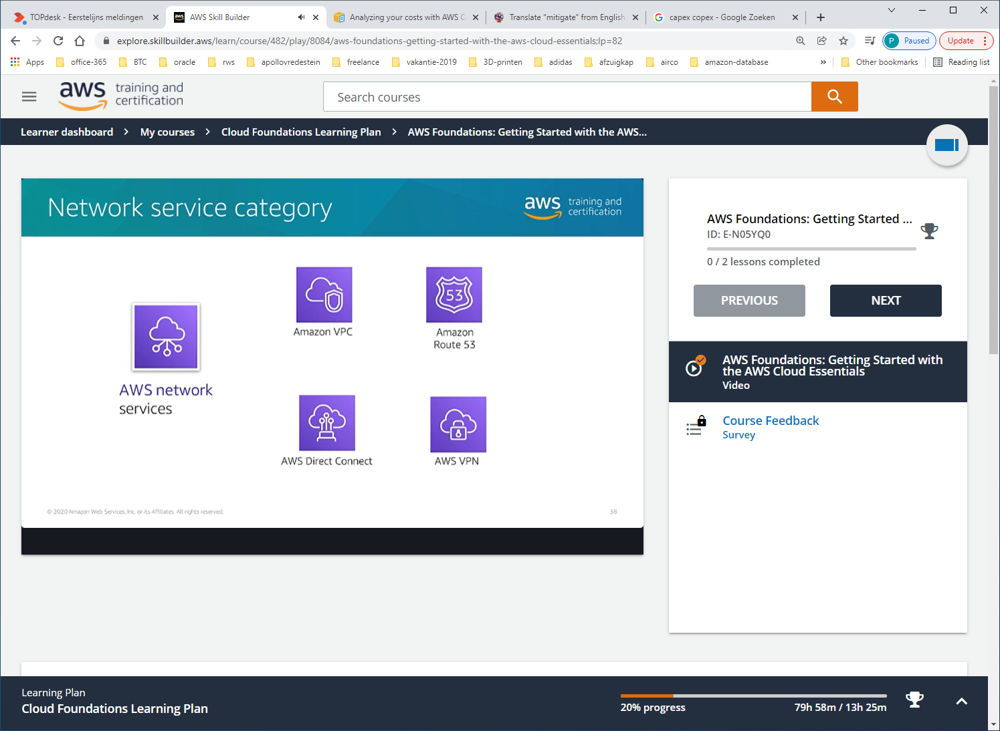 TOPdesk - Eerstelijns meldingen
AWS Skill Builder
Analyzing your costs with AWS C
Translate "mitigate" from English
capex copex - Google Zoeken
explore.skillbuilder.aws/learn/course/482/play/8084/aws-foundations-getting-started-with-the-aws-cloud-essentials;lp=82
P Paused
Update
Apps
office-365
BTC
oracle
rws
apollovredestein
freelance
vakantie-2019
3D-printen
adidas
afzuigkap
airco
amazon-database
»
Other bookmarks
Reading list
aws training and
certification
Search courses
Learner dashboard > My courses > Cloud Foundations Learning Plan > AWS Foundations: Getting Started with the AWS...
Network service category
aws training and
certification
Amazon VPC
53
Amazon
Route 53
AWS network
services
AWS Direct Connect
AWS VPN
© 2020 Amazon Web Services, Inc. or its Affiliates. All rights reserved.
38
AWS Foundations: Getting Started ...
ID: E-N05YQ0
0 / 2 lessons completed
PREVIOUS
NEXT
AWS Foundations: Getting Started with
the AWS Cloud Essentials
Video
Course Feedback
Survey
Learning Plan
Cloud Foundations Learning Plan
20% progress
79h 58m / 13h 25m